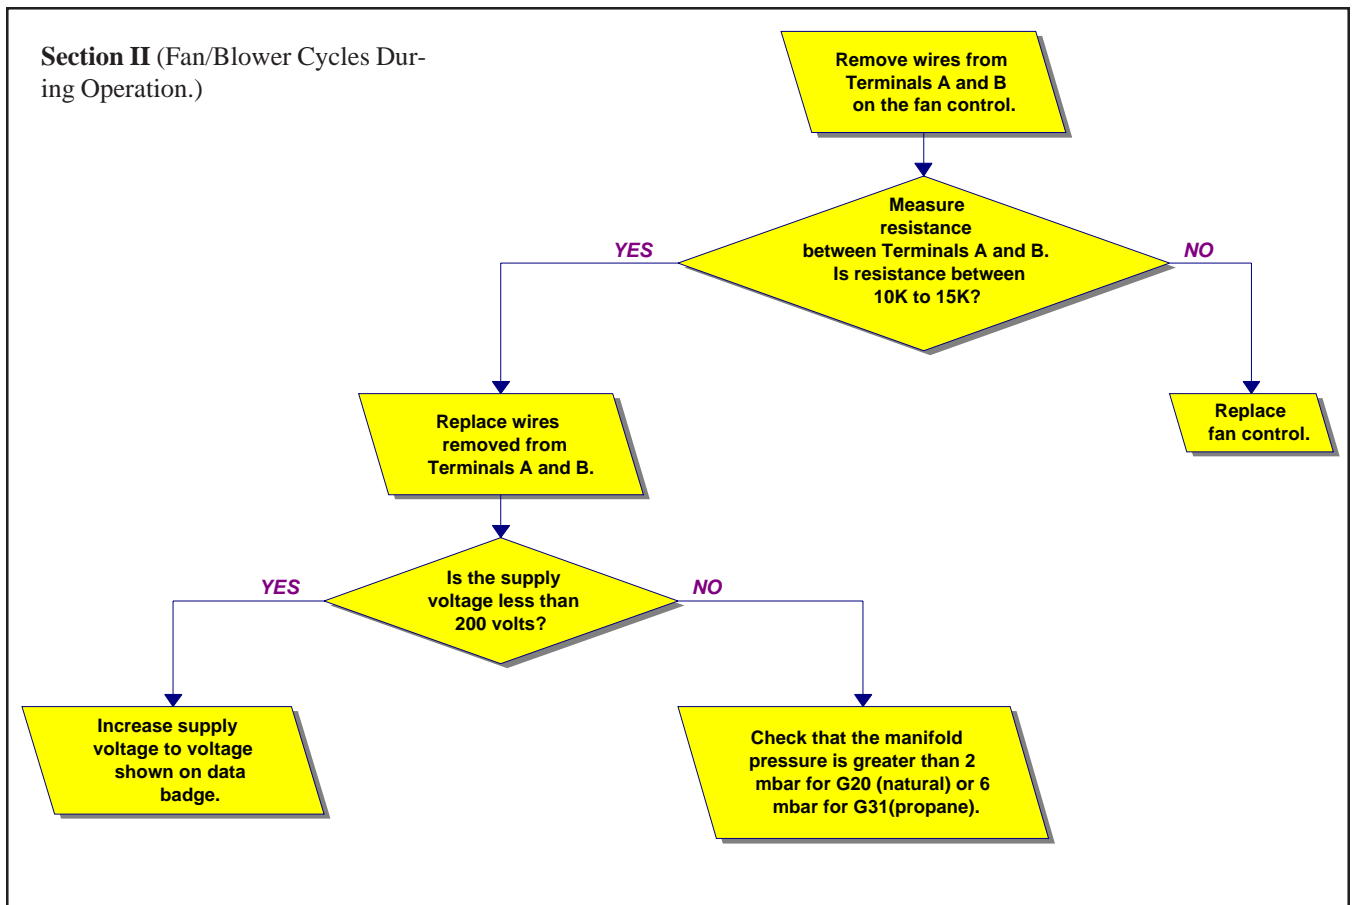 Section II (Fan/Blower Cycles Dur-
ing Operation.)
Remove wires from
Terminals A and B
on the fan control.
Measure
resistance
between Terminals A and B.
Is resistance between
10K to 15K?
YES
NO
Replace wires
removed from
Terminals A and B.
Replace
fan control.
Is the supply
voltage less than
200 volts?
YES
NO
Increase supply
voltage to voltage
shown on data
badge.
Check that the manifold
pressure is greater than 2
mbar for G20 (natural) or 6
mbar for G31(propane).